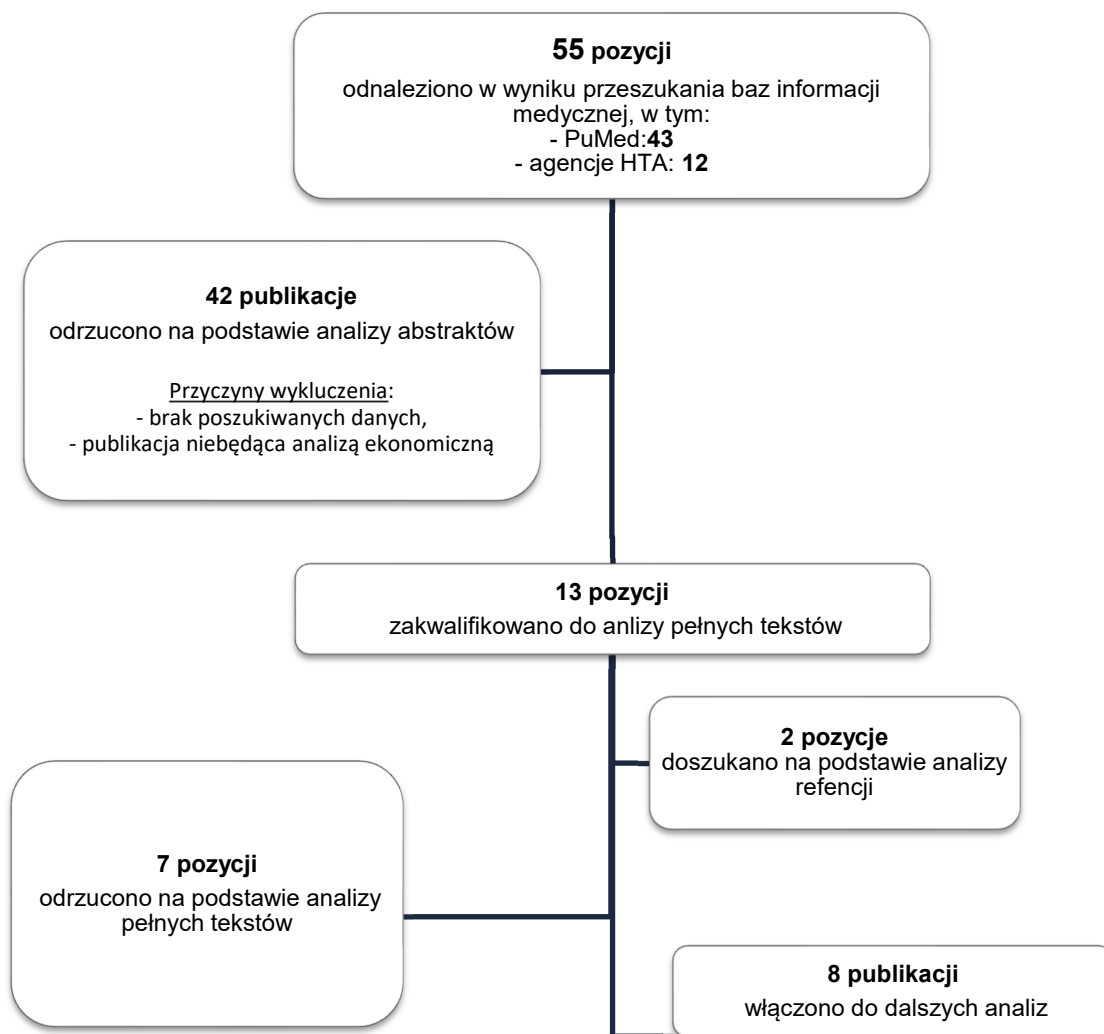 55 pozycji
odnaleziono w wyniku przeszukania baz informacji
medycznej, w tym:
- PuMed:43
- agencje HTA: 12
42 publikacje
odrzucono na podstawie analizy abstraktów
Przyczyny wykluczenia:
- brak poszukiwanych danych,
- publikacja niebędąca analizą ekonomiczną
13 pozycji
zakwalifikowano do anlizy pełnych tekstów
2 pozycje
doszukano na podstawie analizy
refencji
7 pozycji
odrzucono na podstawie analizy
pełnych tekstów
8 publikacji
włączono do dalszych analiz